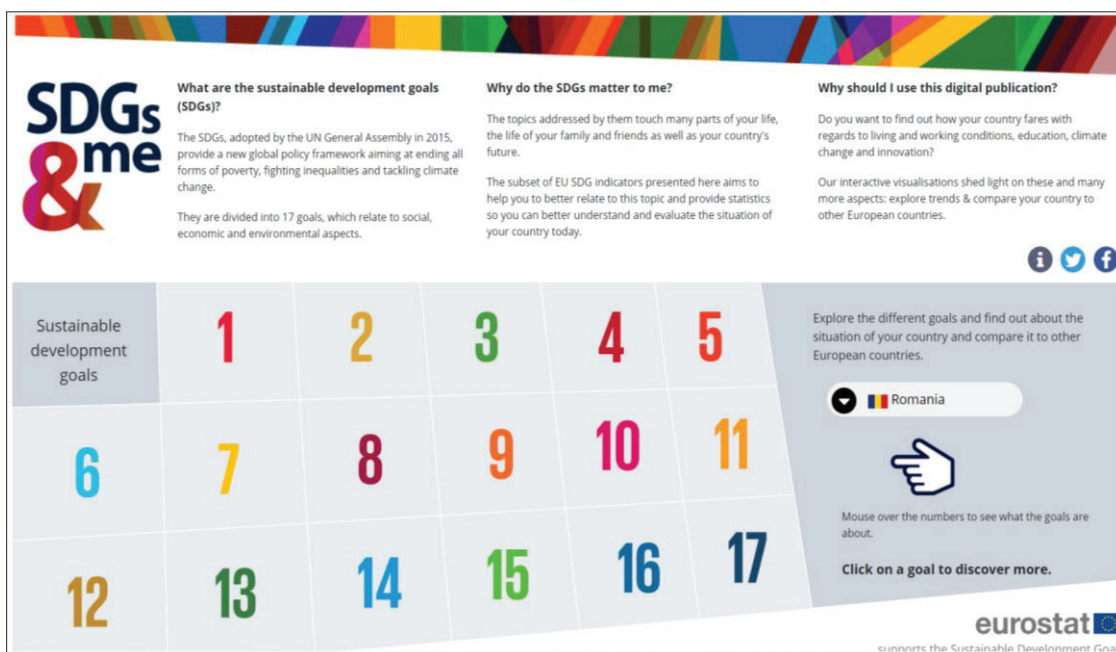 SDGs
&me
What are the sustainable development goals
(SDGs)?
The SDGs, adopted by the UN General Assembly in 2015,
provide a new global policy framework aiming at ending all
forms of poverty, fighting inequalities and tackling climate
change.
They are divided into 17 goals, which relate to social,
economic and environmental aspects.
Why do the SDGs matter to me?
The topics addressed by them touch many parts of your life,
the life of your family and friends as well as your country's
future.
The subset of EU SDG indicators presented here aims to
help you to better relate to this topic and provide statistics
so you can better understand and evaluate the situation of
your country today.
Why should I use this digital publication?
Do you want to find out how your country fares with
regards to living and working conditions, education, climate
change and innovation?
Our interactive visualisations shed light on these and many
more aspects: explore trends & compare your country to
other European countries.
i f
Sustainable
development
goals
1 2 3 4 5
6 7 8 9 10 11
12 13 14 15 16 17
Explore the different goals and find out about the
situation of your country and compare it to other
European countries.
Romania
Mouse over the numbers to see what the goals are
about.
Click on a goal to discover more.
eurostat
supports the Sustainable Development Goa